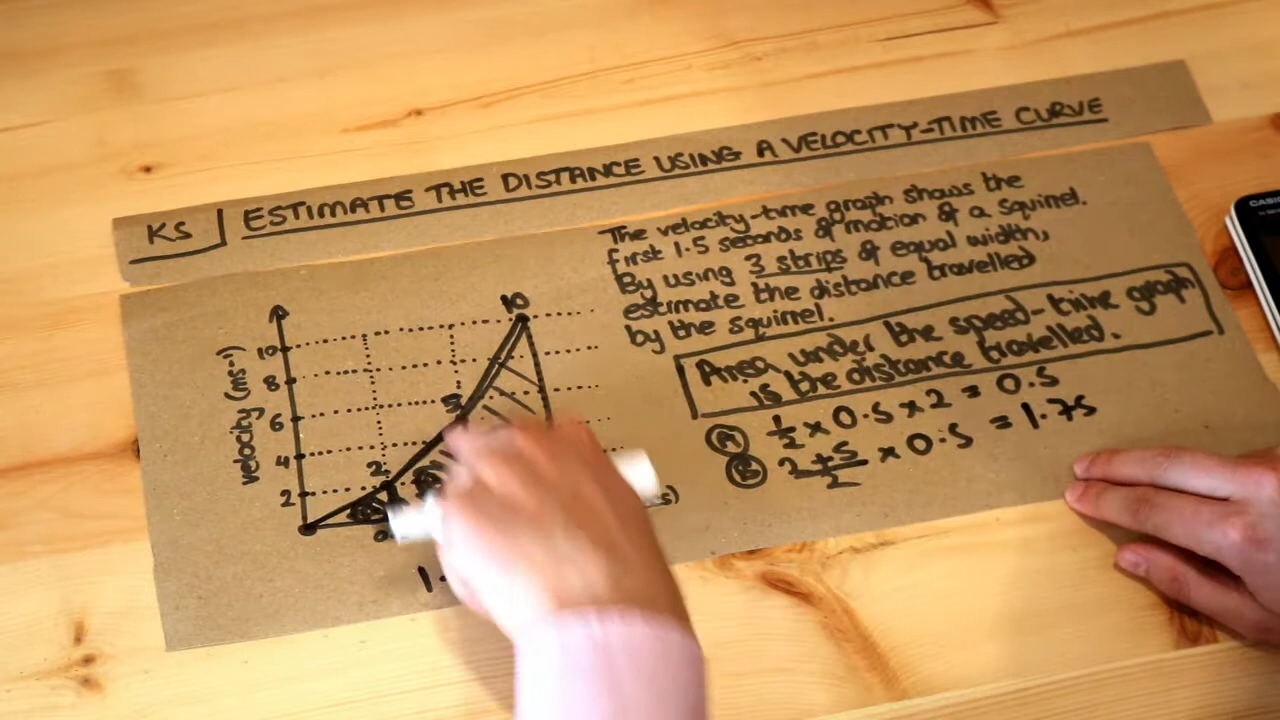 KS
ESTIMATE THE DISTANCE USING A VELOCITY-TIME CURVE
The velocity-time graph shows the
first 1.5 seconds of motion of a squirrel.
By using 3 strips of equal width,
estimate the distance travelled
by the squirrel.
Area under the speed-time graph
is the distance travelled.
A ½ × 0.5 × 2 = 0.5
B 2+5/2 × 0.5 = 1.75
velocity (ms⁻¹)
10
8
6
4
2
10
5
2
A
B